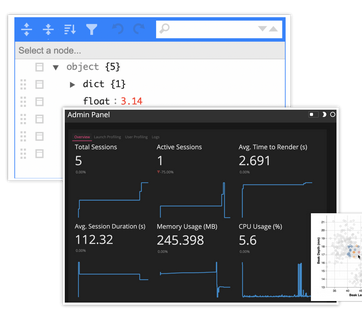 Select a node...
object {5}
dict {1}
float : 3.14
Admin Panel
Overview Launch Profiling User Profiling Logs
Total Sessions
Active Sessions
Avg. Time to Render (s)
5
1
2.691
0.00%
-75.00%
0.00%
Avg. Session Duration (s)
Memory Usage (MB)
CPU Usage (%)
112.32
245.398
5.6
0.00%
0.00%
0.00%